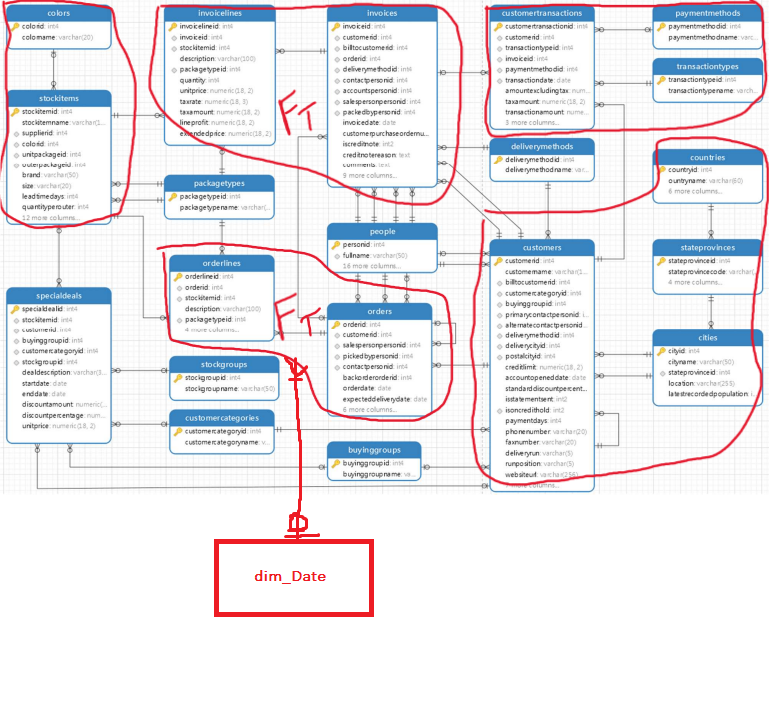 colors
colorid: int4
colorname: varchar(20)
stockitems
stockitemid: int4
stockitemname: varchar(1...
supplierid: int4
colorid: int4
unitpackageid: int4
outerpackageid: int4
brand: varchar(50)
size: varchar(20)
leadtimedays: int4
quantityperouter: int4
12 more columns...
specialdeals
specialdealid: int4
stockitemid: int4
customerid: int4
buyinggroupid: int4
customercategoryid: int4
stockgroupid: int4
dealdescription: varchar(3...
startdate: date
enddate: date
discountamount: numeric(...
discountpercentage: num...
unitprice: numeric(18, 2)
invoicelines
invoicelineid: int4
invoiceid: int4
stockitemid: int4
description: varchar(100)
packagetypeid: int4
quantity: int4
unitprice: numeric(18, 2)
taxrate: numeric(18, 3)
taxamount: numeric(18, 2)
lineprofit: numeric(18, 2)
extendedprice: numeric(18, 2)
FT
packagetypes
packagetypeid: int4
packagetypename: varchar(...
orderlines
orderlineid: int4
orderid: int4
stockitemid: int4
description: varchar(100)
packagetypeid: int4
4 more columns...
FT
stockgroups
stockgroupid: int4
stockgroupname: varchar(50)
customercategories
customercategoryid: int4
customercategoryname: v...
invoices
invoiceid: int4
customerid: int4
billtocustomerid: int4
orderid: int4
deliverymethodid: int4
contactpersonid: int4
accountspersonid: int4
salespersonpersonid: int4
packedbypersonid: int4
invoicedate: date
customerpurchaseordernu...
iscreditnote: int2
creditnotereason: text
comments: text
9 more columns...
people
personid: int4
fullname: varchar(50)
16 more columns...
orders
orderid: int4
customerid: int4
salespersonpersonid: int4
pickedbypersonid: int4
contactpersonid: int4
backorderorderid: int4
orderdate: date
expecteddeliverydate: date
6 more columns...
buyinggroups
buyinggroupid: int4
buyinggroupname: va...
customertransactions
customertransactionid: int4
customerid: int4
transactiontypeid: int4
invoiceid: int4
paymentmethodid: int4
transactiondate: date
amountexcludingtax: num...
taxamount: numeric(18, 2)
transactionamount: nume...
3 more columns...
deliverymethods
deliverymethodid: int4
deliverymethodname: var...
customers
customerid: int4
customername: varchar(1...
billtocustomerid: int4
customercategoryid: int4
buyinggroupid: int4
primarycontactpersonid: i...
alternatecontactpersonid...
deliverymethodid: int4
deliverycityid: int4
postalcityid: int4
creditlimit: numeric(18, 2)
accountopeneddate: date
standarddiscountpercent...
isstatementsent: int2
isoncredithold: int2
paymentdays: int4
phonenumber: varchar(20)
faxnumber: varchar(20)
deliveryrun: varchar(5)
runposition: varchar(5)
websiteurl: varchar(256)
more columns...
paymentmethods
paymentmethodid: int4
paymentmethodname: varc...
transactiontypes
transactiontypeid: int4
transactiontypename: varch...
countries
countryid: int4
countryname: varchar(60)
6 more columns...
stateprovinces
stateprovinceid: int4
stateprovincecode: varchar(...
4 more columns...
cities
cityid: int4
cityname: varchar(50)
stateprovinceid: int4
location: varchar(255)
latestrecordedpopulation: i...
dim_Date